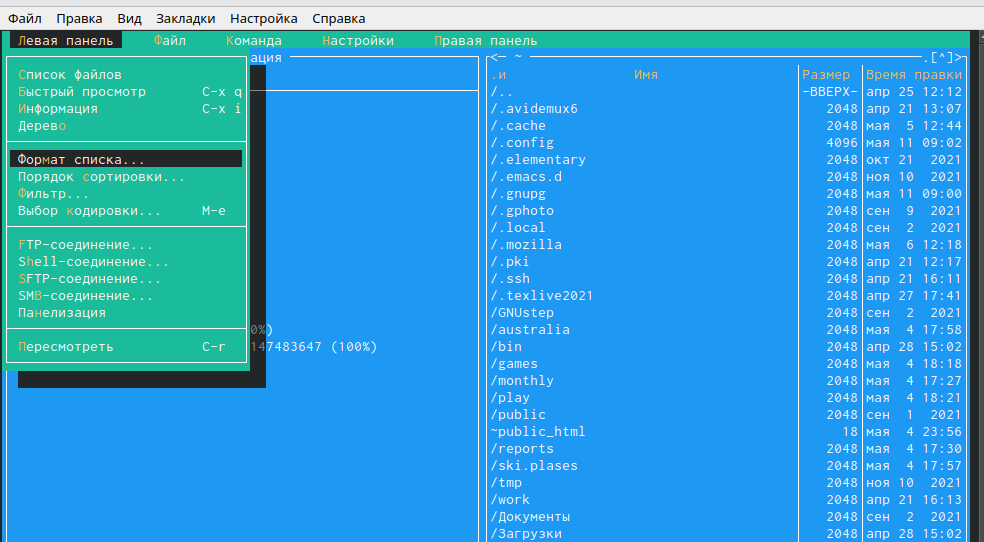 Файл Правка Вид Закладки Настройка Справка
Левая панель Файл Команда Настройки Правая панель
ация
Список файлов
Быстрый просмотр C-x q
Информация C-x i
Дерево
Формат списка...
Порядок сортировки...
Фильтр...
Выбор кодировки... M-e
FTP-соединение...
Shell-соединение...
SFTP-соединение...
SMB-соединение...
Панелизация
Пересмотреть C-r
0%)
147483647 (100%)
<─ ~ .[^]>
.и Имя Размер Время правки
/.. -ВВЕРХ- апр 25 12:12
/.avidemux6 2048 апр 21 13:07
/.cache 2048 мая 5 12:44
/.config 4096 мая 11 09:02
/.elementary 2048 окт 21 2021
/.emacs.d 2048 ноя 10 2021
/.gnupg 2048 мая 11 09:00
/.gphoto 2048 сен 9 2021
/.local 2048 сен 2 2021
/.mozilla 2048 мая 6 12:18
/.pki 2048 апр 21 12:17
/.ssh 2048 апр 21 16:11
/.texlive2021 2048 апр 27 17:41
/GNUstep 2048 сен 2 2021
/australia 2048 мая 4 17:58
/bin 2048 апр 28 15:02
/games 2048 мая 4 18:18
/monthly 2048 мая 4 17:27
/play 2048 мая 4 18:21
/public 2048 сен 1 2021
~public_html 18 мая 4 23:56
/reports 2048 мая 4 17:30
/ski.plases 2048 мая 4 17:57
/tmp 2048 ноя 10 2021
/work 2048 апр 21 16:13
/Документы 2048 сен 2 2021
/Загрузки 2048 апр 28 15:02